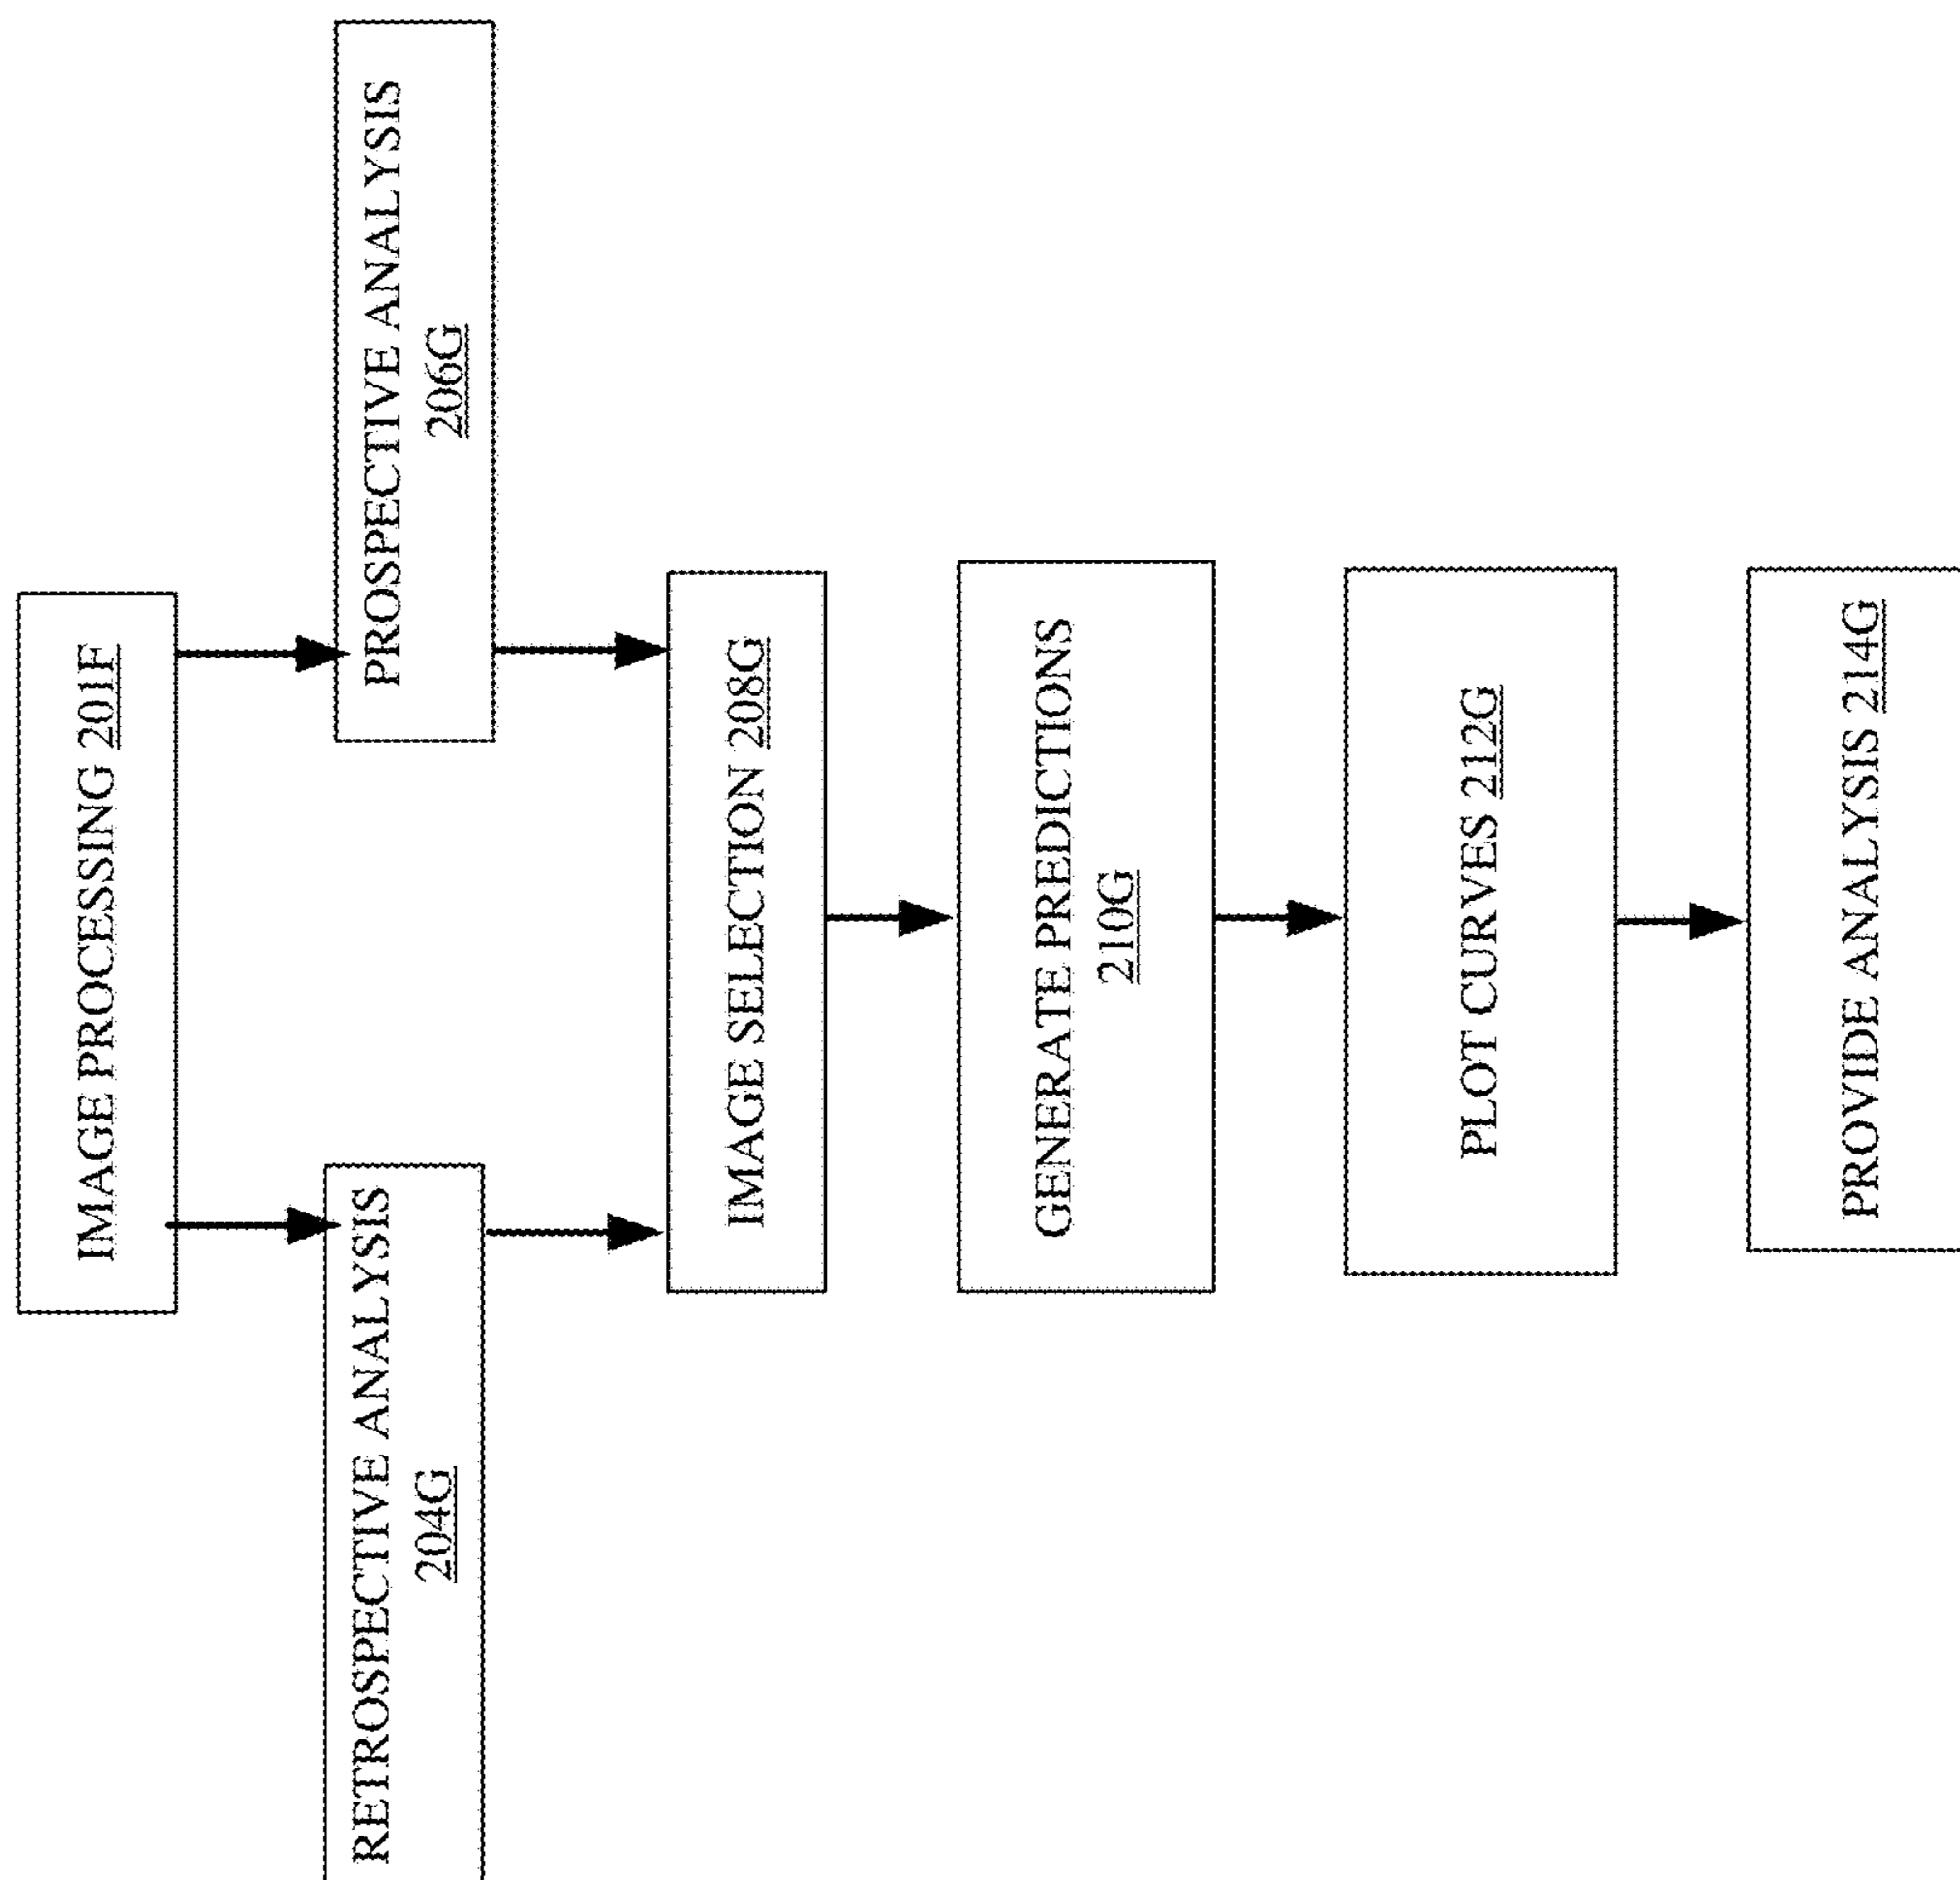 IMAGE PROCESSING 201F
RETROSPECTIVE ANALYSIS
204G
PROSPECTIVE ANALYSIS
206G
IMAGE SELECTION 208G
GENERATE PREDICTIONS
210G
PLOT CURVES 212G
PROVIDE ANALYSIS 214G